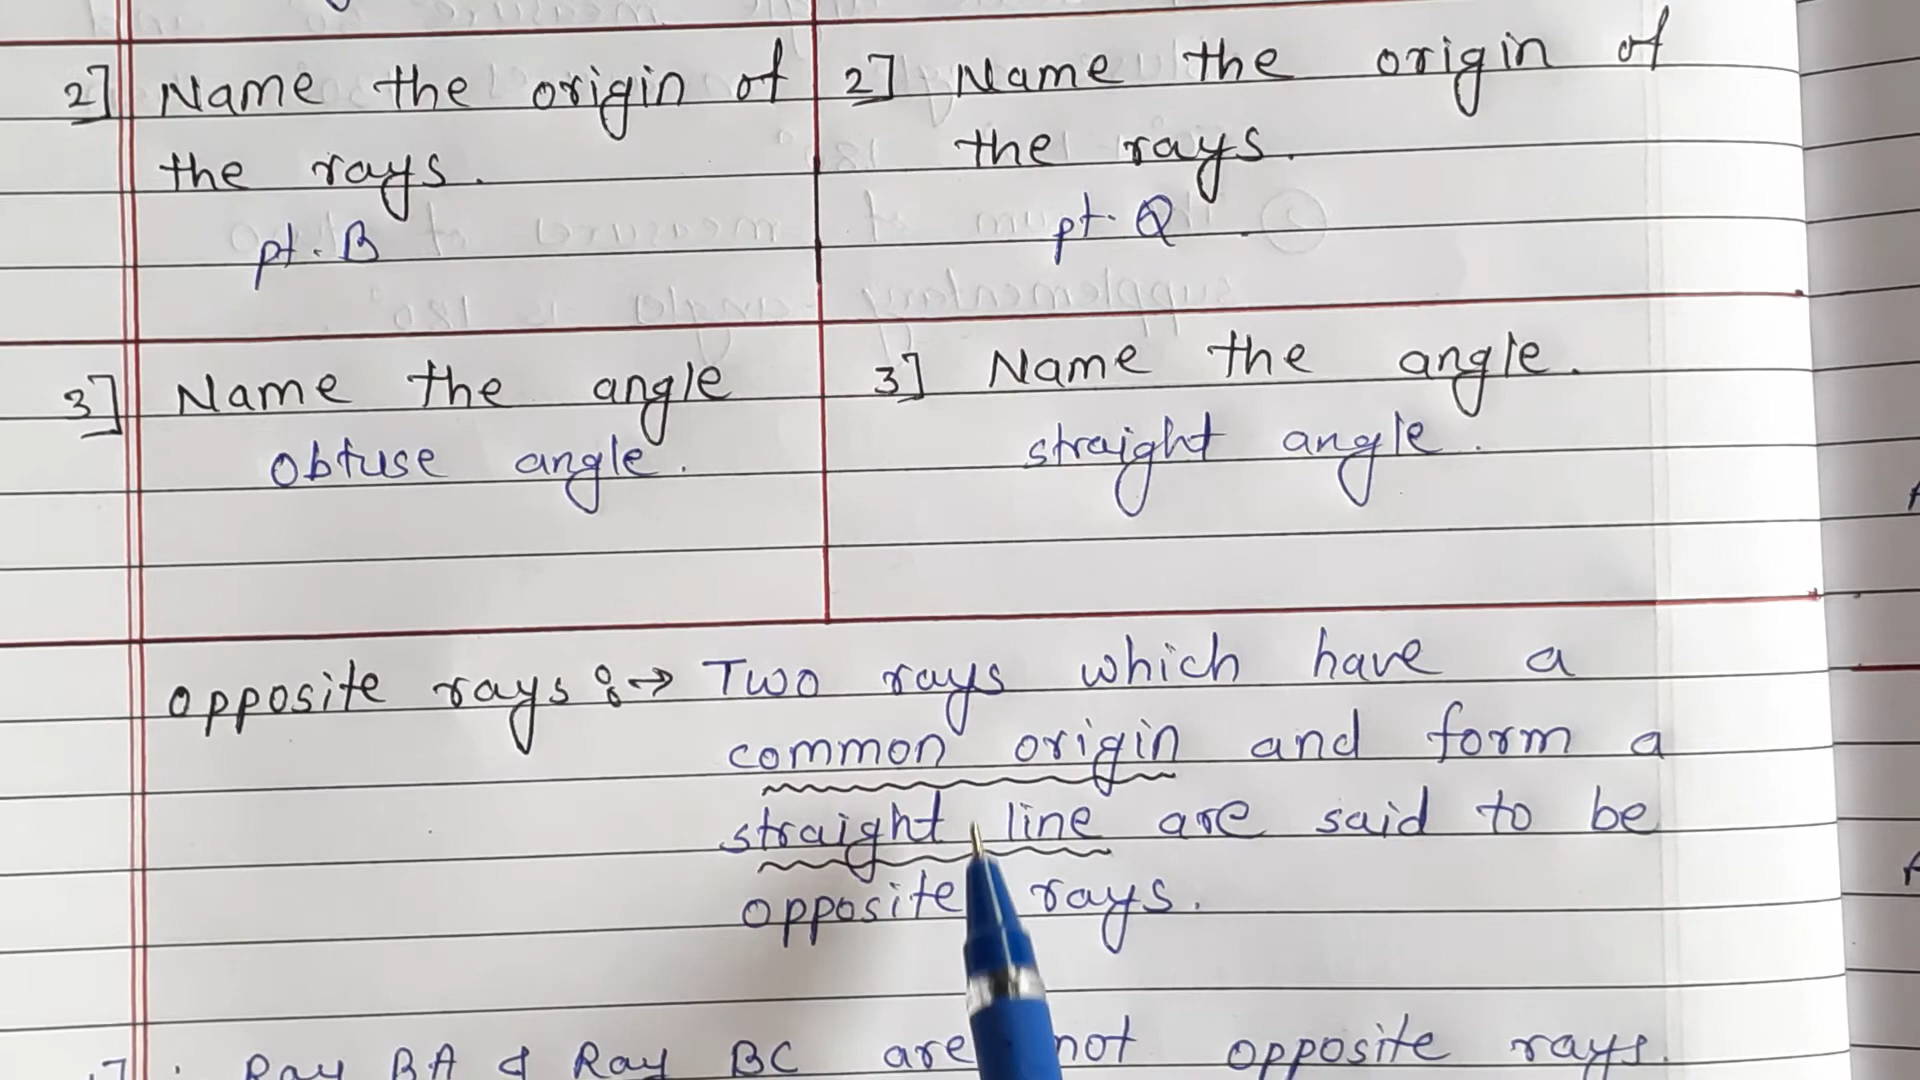 2] Name the origin of
the rays.
pt. B
2] Name the origin of
the rays.
pt. Q
3] Name the angle
obtuse angle.
3] Name the angle.
straight angle.
opposite rays :→ Two rays which have a
common origin and form a
straight line are said to be
opposite rays.
Ray BA & Ray BC are not opposite rays.